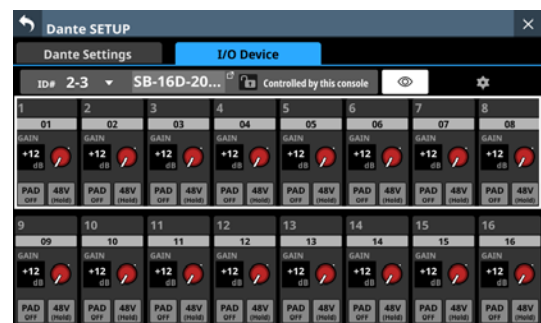 Dante SETUP ×
Dante Settings I/O Device
ID# 2-3 SB-16D-20... Controlled by this console
1 2 3 4 5 6 7 8
01 02 03 04 05 06 07 08
GAIN GAIN GAIN GAIN GAIN GAIN GAIN GAIN
+12 +12 +12 +12 +12 +12 +12 +12
dB dB dB dB dB dB dB dB
PAD 48V PAD 48V PAD 48V PAD 48V PAD 48V PAD 48V PAD 48V PAD 48V
OFF (Hold) OFF (Hold) OFF (Hold) OFF (Hold) OFF (Hold) OFF (Hold) OFF (Hold) OFF (Hold)
9 10 11 12 13 14 15 16
09 10 11 12 13 14 15 16
GAIN GAIN GAIN GAIN GAIN GAIN GAIN GAIN
+12 +12 +12 +12 +12 +12 +12 +12
dB dB dB dB dB dB dB dB
PAD 48V PAD 48V PAD 48V PAD 48V PAD 48V PAD 48V PAD 48V PAD 48V
OFF (Hold) OFF (Hold) OFF (Hold) OFF (Hold) OFF (Hold) OFF (Hold) OFF (Hold) OFF (Hold)